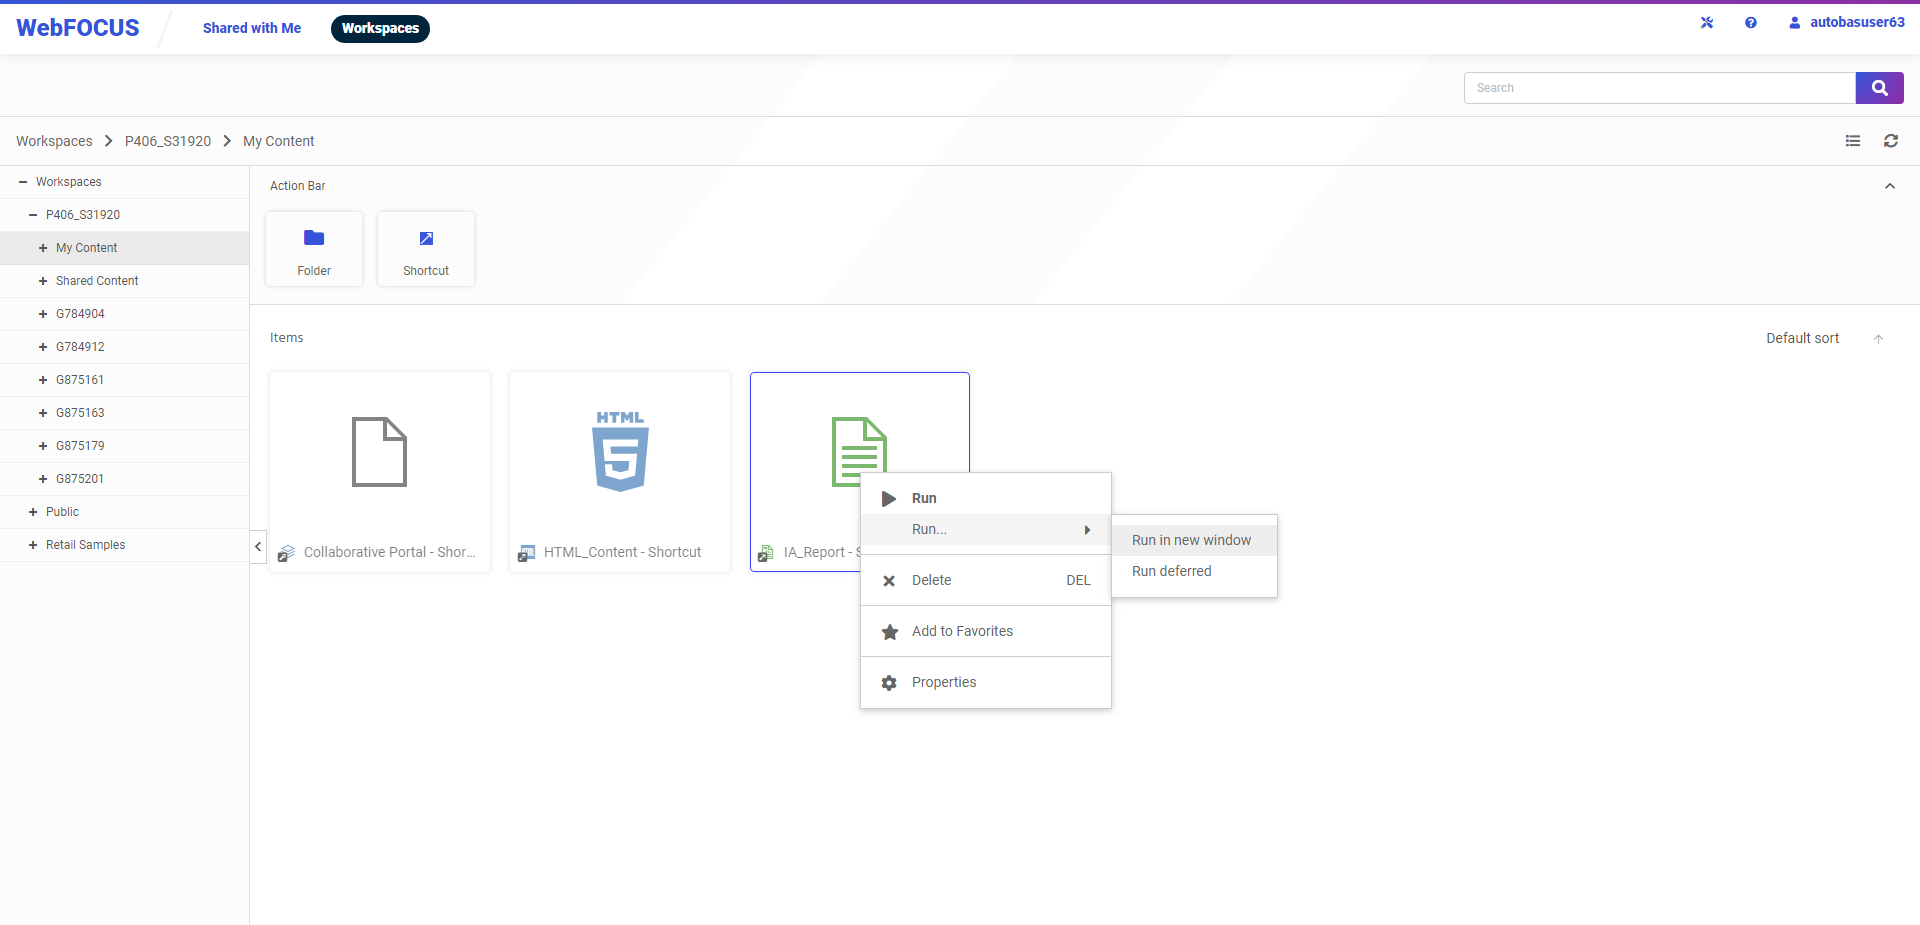 WebFOCUS
Shared with Me
Workspaces
autobasuser63
Search
Workspaces > P406_S31920 > My Content
Workspaces
P406_S31920
My Content
Shared Content
G784904
G784912
G875161
G875163
G875179
G875201
Public
Retail Samples
Action Bar
Folder
Shortcut
Items
Default sort
HTML
Collaborative Portal - Shor...
HTML_Content - Shortcut
IA_Report - S
Run
Run...
Delete DEL
Add to Favorites
Properties
Run in new window
Run deferred